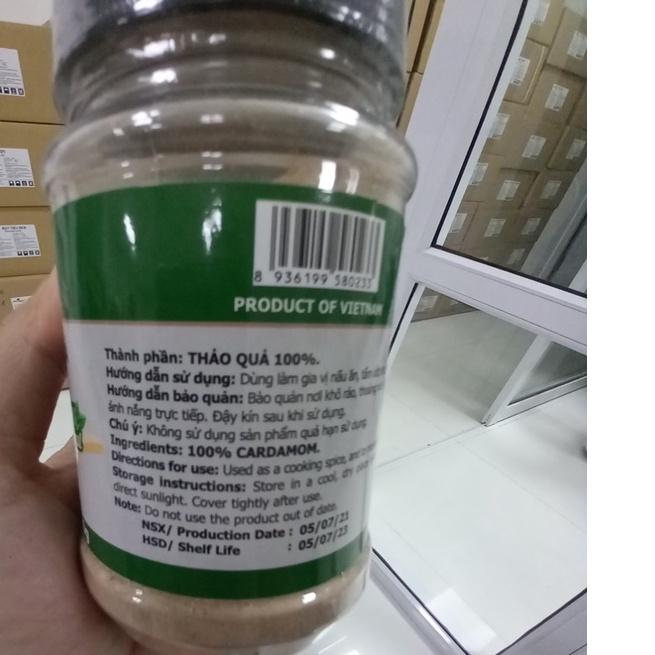 8 936199 580233
PRODUCT OF VIETNAM
Thành phần: THẢO QUẢ 100%.
Hướng dẫn sử dụng: Dùng làm gia vị nấu ăn, tẩm
Hướng dẫn bảo quản: Bảo quản nơi khô ráo,
ánh nắng trực tiếp. Đậy kín sau khi sử dụng.
Chú ý: Không sử dụng sản phẩm quá hạn sử dụng.
Ingredients: 100% CARDAMOM.
Directions for use: Used as a cooking spice, and
Storage instructions: Store in a cool, dry
direct sunlight. Cover tightly after use.
Note: Do not use the product out of date.
NSX/ Production Date : 05/07/21
HSD/ Shelf Life : 05/07/23